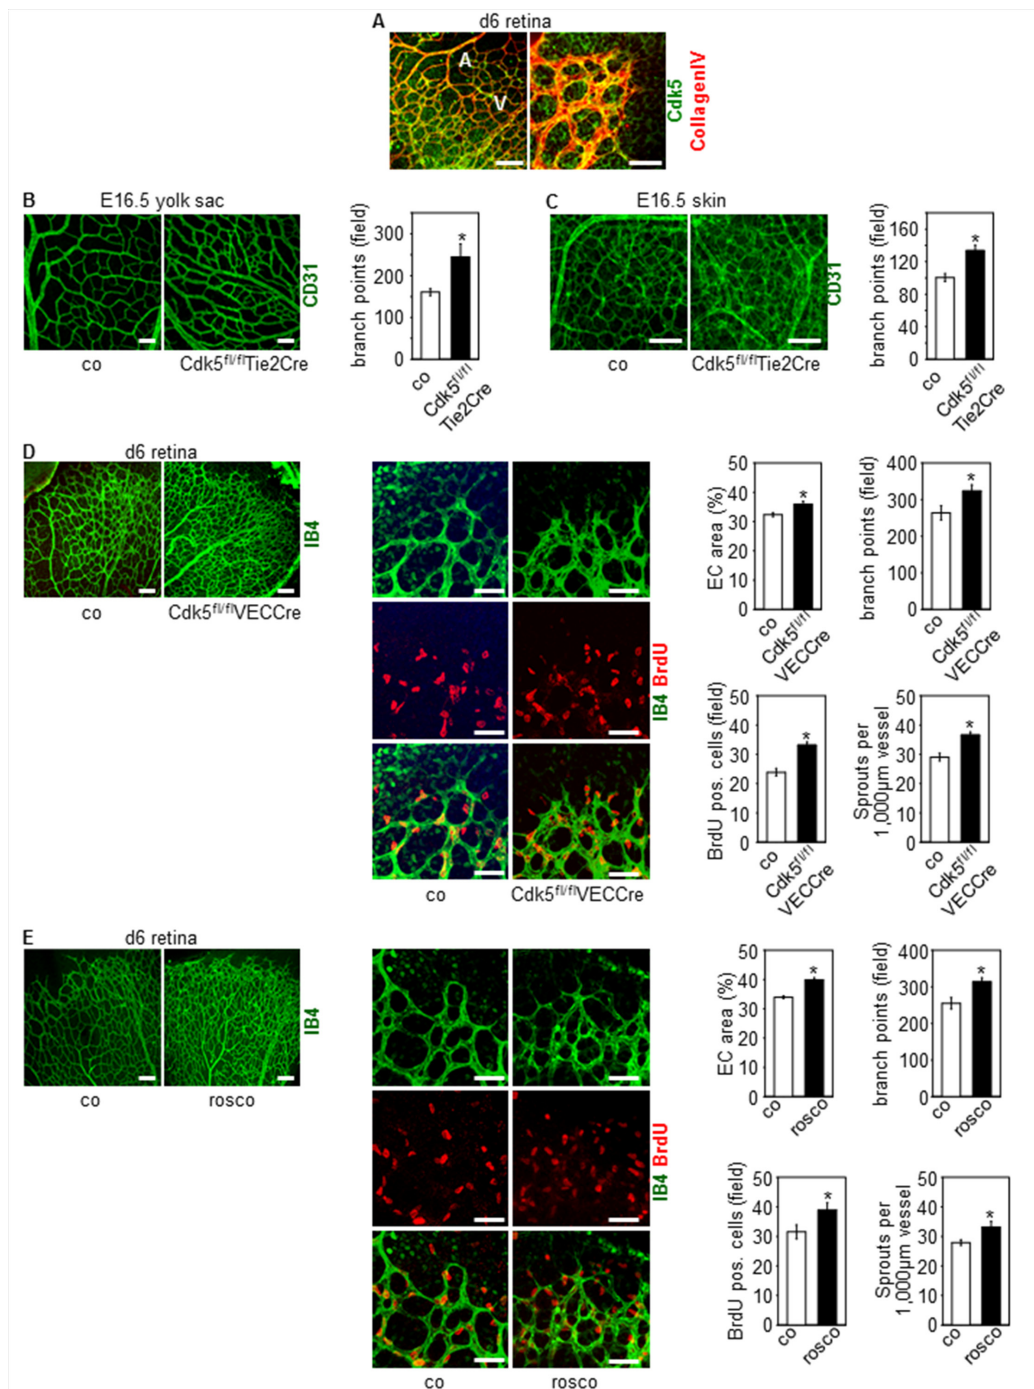 A d6 retina
A
V
Cdk5
CollagenIV
B E16.5 yolk sac
CD31
co Cdk5fl/flTie2Cre
branch points (field)
300
200
100
0
*
co
Cdk5fl/fl
Tie2Cre
C E16.5 skin
CD31
co Cdk5fl/flTie2Cre
branch points (field)
180
140
100
80
40
0
*
co
Cdk5fl/fl
Tie2Cre
D d6 retina
IB4
co Cdk5fl/flVECCre
IB4 BrdU
co Cdk5fl/flVECCre
EC area (%)
50
40
30
20
10
0
*
co
Cdk5fl/fl
VECCre
branch points (field)
400
300
200
100
0
*
co
Cdk5fl/fl
VECCre
BrdU pos. cells (field)
50
40
30
20
10
0
*
co
Cdk5fl/fl
VECCre
Sprouts per
1,000µm vessel
50
40
30
20
10
0
*
co
Cdk5fl/fl
VECCre
E d6 retina
IB4
co rosco
IB4 BrdU
co rosco
EC area (%)
50
40
30
20
10
0
*
co
rosco
branch points (field)
400
300
200
100
0
*
co
rosco
BrdU pos. cells (field)
50
40
30
20
10
0
*
co
rosco
Sprouts per
1,000µm vessel
50
40
30
20
10
0
*
co
rosco